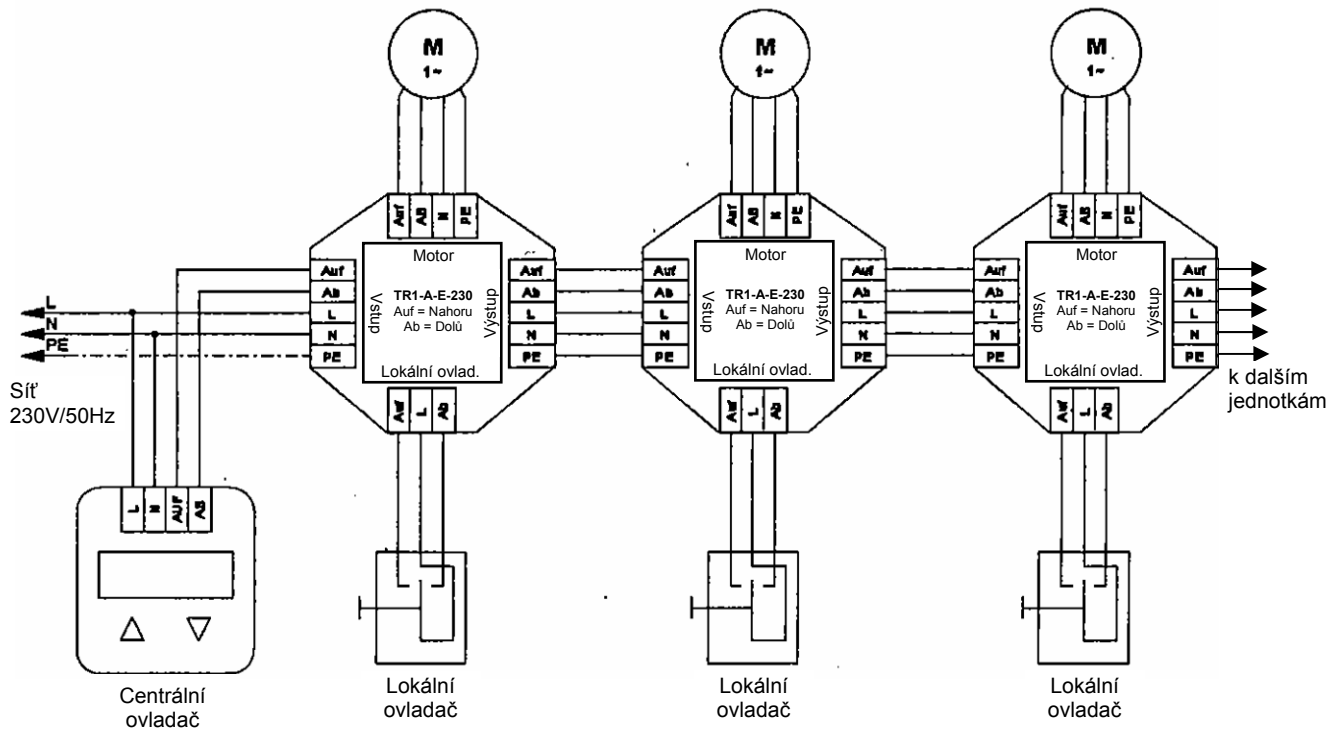 M
1~
M
1~
M
1~
Auf
AB
N
PE
Auf
AB
N
PE
Auf
AB
N
PE
Motor
TR1-A-E-230
Auf = Nahoru
Ab = Dolů
Vstup
Výstup
Lokální ovlad.
Auf
Ab
L
N
PE
Auf
Ab
L
N
PE
Auf
L
Ab
Motor
TR1-A-E-230
Auf = Nahoru
Ab = Dolů
Vstup
Výstup
Lokální ovlad.
Auf
Ab
L
N
PE
Auf
Ab
L
N
PE
Auf
L
Ab
Motor
TR1-A-E-230
Auf = Nahoru
Ab = Dolů
Vstup
Výstup
Lokální ovlad.
Auf
Ab
L
N
PE
Auf
Ab
L
N
PE
Auf
L
Ab
L
N
PE
Síť
230V/50Hz
k dalším
jednotkám
L
N
AUF
AB
Centrální
ovladač
Lokální
ovladač
Lokální
ovladač
Lokální
ovladač